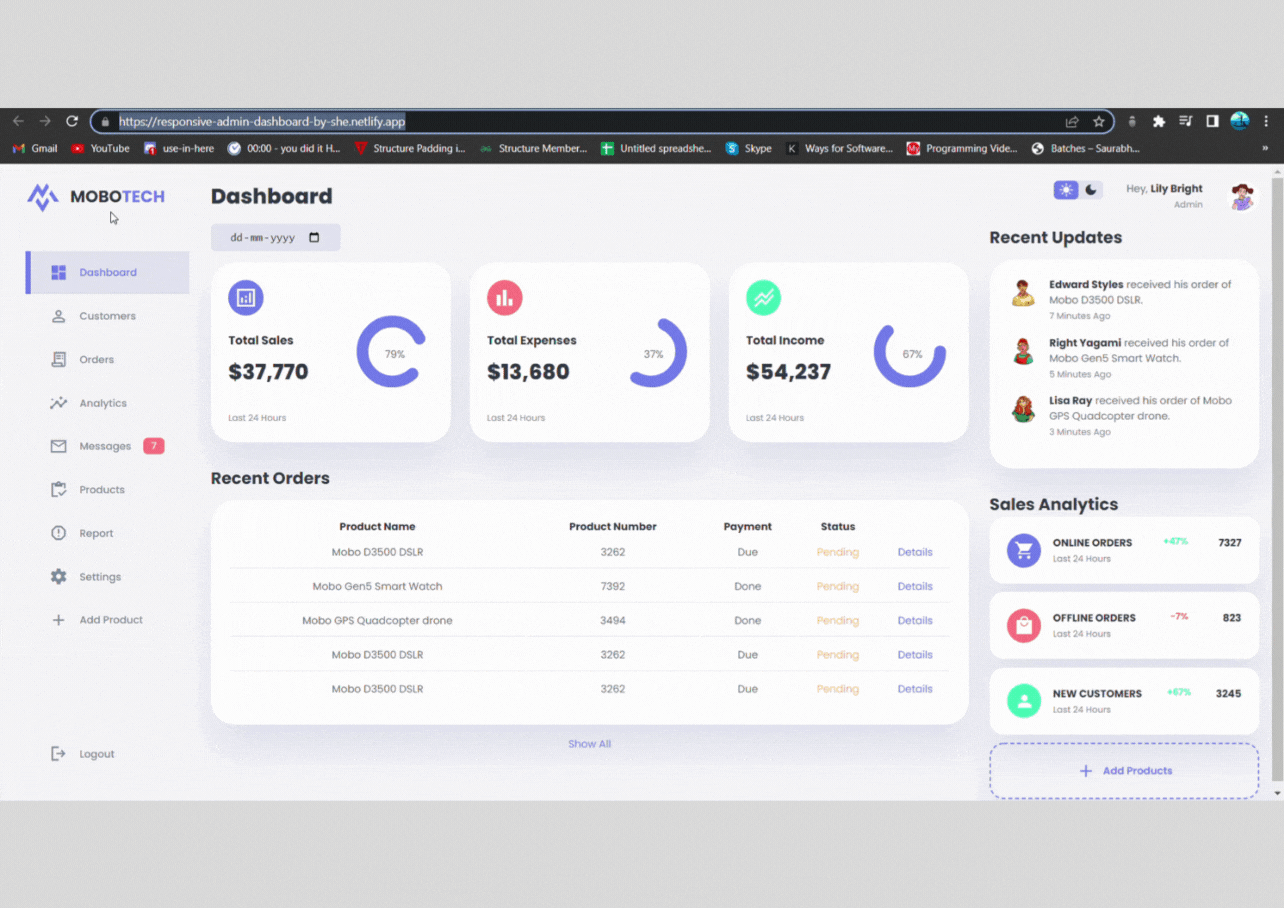 https://responsive-admin-dashboard-by-she.netlify.app
Gmail YouTube use-in-here 00:00 - you did it H... Structure Padding i... Structure Member... Untitled spreadshe... Skype Ways for Software... Programming Vide... Batches – Saurabh... »
MOBOTECH
Dashboard
Customers
Orders
Analytics
Messages 7
Products
Report
Settings
Add Product
Logout
Dashboard
dd-mm-yyyy
Total Sales
$37,770
79%
Last 24 Hours
Total Expenses
$13,680
37%
Last 24 Hours
Total Income
$54,237
67%
Last 24 Hours
Recent Orders
Product Name Product Number Payment Status
Mobo D3500 DSLR 3262 Due Pending Details
Mobo Gen5 Smart Watch 7392 Done Pending Details
Mobo GPS Quadcopter drone 3494 Done Pending Details
Mobo D3500 DSLR 3262 Due Pending Details
Mobo D3500 DSLR 3262 Due Pending Details
Show All
Hey, Lily Bright
Admin
Recent Updates
Edward Styles received his order of
Mobo D3500 DSLR.
7 Minutes Ago
Right Yagami received his order of
Mobo Gen5 Smart Watch.
5 Minutes Ago
Lisa Ray received his order of Mobo
GPS Quadcopter drone.
3 Minutes Ago
Sales Analytics
ONLINE ORDERS +47% 7327
Last 24 Hours
OFFLINE ORDERS -7% 823
Last 24 Hours
NEW CUSTOMERS +67% 3245
Last 24 Hours
Add Products